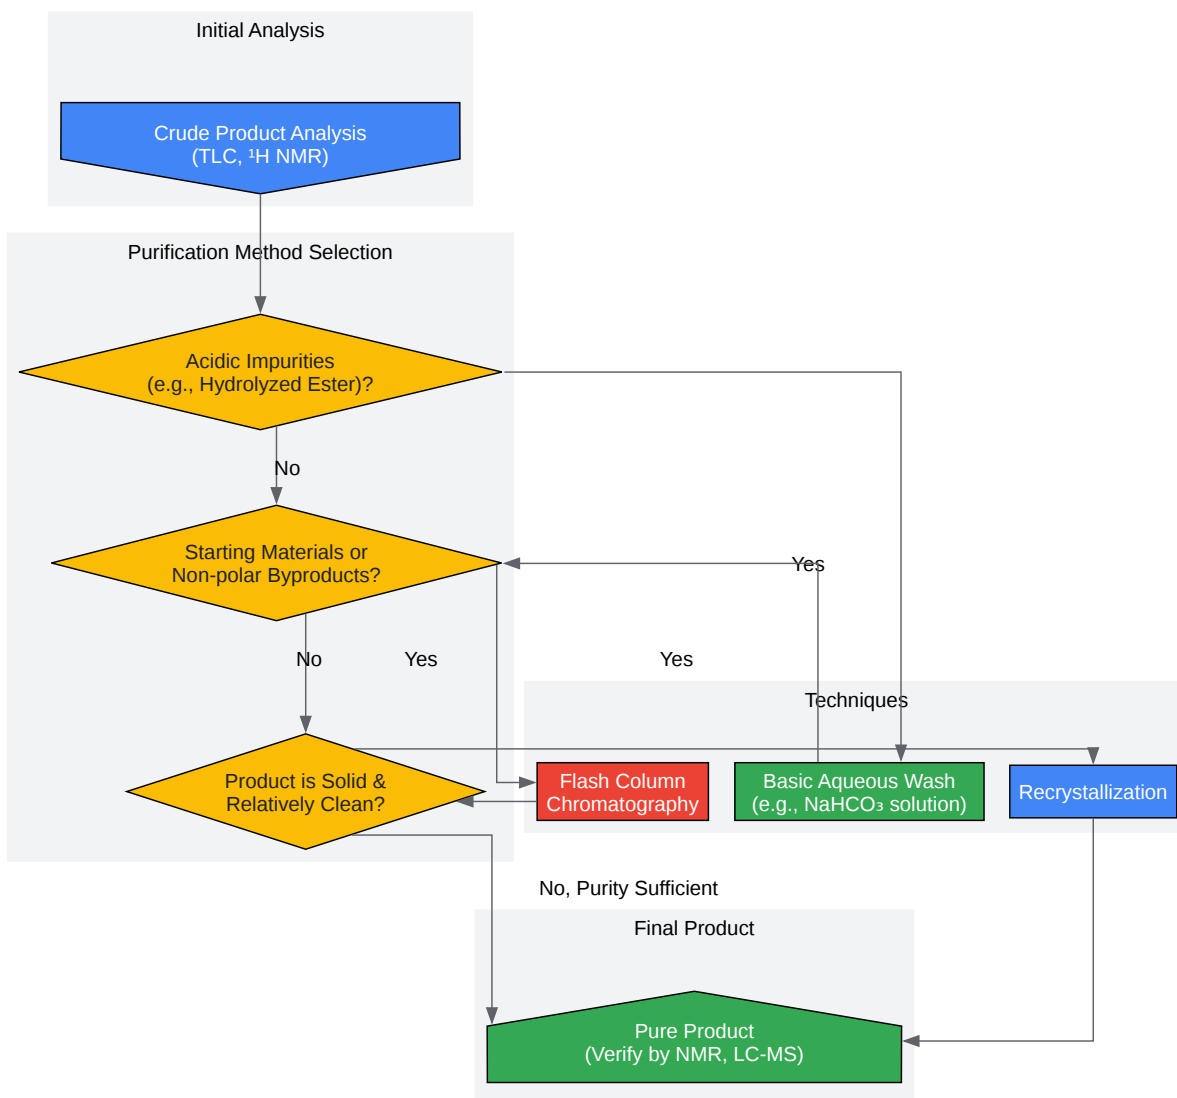 Initial Analysis
Crude Product Analysis
(TLC, ¹H NMR)
Purification Method Selection
Acidic Impurities
(e.g., Hydrolyzed Ester)?
No
Starting Materials or
Non-polar Byproducts?
Yes
No
Yes
Yes
Techniques
Product is Solid &
Relatively Clean?
Flash Column
Chromatography
Basic Aqueous Wash
(e.g., NaHCO₃ solution)
Recrystallization
No, Purity Sufficient
Final Product
Pure Product
(Verify by NMR, LC-MS)